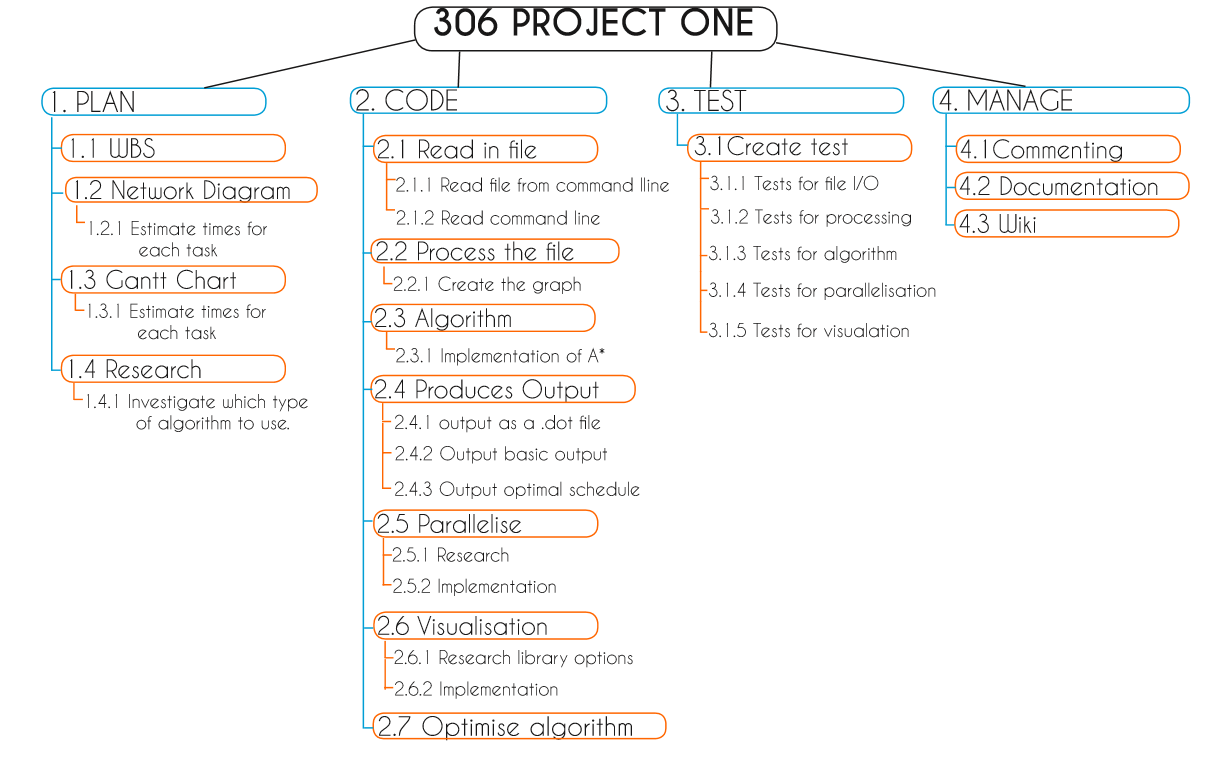 306 PROJECT ONE
1. PLAN
1.1 WBS
1.2 Network Diagram
1.2.1 Estimate times for
each task
1.3 Gantt Chart
1.3.1 Estimate times for
each task
1.4 Research
1.4.1 Investigate which type
of algorithm to use.
2. CODE
2.1 Read in file
2.1.1 Read file from command lline
2.1.2 Read command line
2.2 Process the file
2.2.1 Create the graph
2.3 Algorithm
2.3.1 Implementation of A*
2.4 Produces Output
2.4.1 output as a .dot file
2.4.2 Output basic output
2.4.3 Output optimal schedule
2.5 Parallelise
2.5.1 Research
2.5.2 Implementation
2.6 Visualisation
2.6.1 Research library options
2.6.2 Implementation
2.7 Optimise algorithm
3. TEST
3.1Create test
3.1.1 Tests for file I/O
3.1.2 Tests for processing
3.1.3 Tests for algorithm
3.1.4 Tests for parallelisation
3.1.5 Tests for visualation
4. MANAGE
4.1Commenting
4.2 Documentation
4.3 Wiki